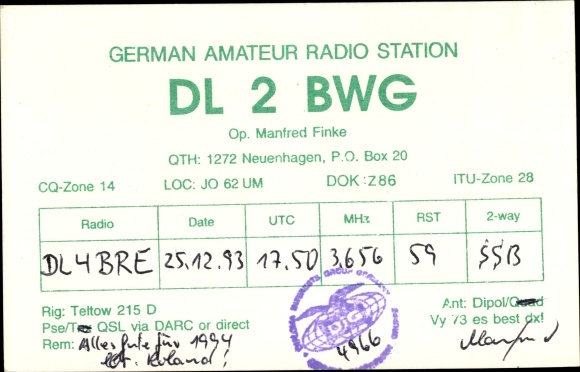 GERMAN AMATEUR RADIO STATION
DL 2 BWG
Op. Manfred Finke
QTH: 1272 Neuenhagen, P.O. Box 20
CQ-Zone 14 LOC: JO 62 UM DOK: Z86 ITU-Zone 28
Radio Date UTC MHz RST 2-way
DL4BRE 25.12.93 17.50 3,656 59 SSB
Rig: Teltow 215 D Ant: Dipol/Quad
Pse/Tnx QSL via DARC or direct Vy 73 es best dx!
Rem: Alles Gute für 1994
Roland!
4966